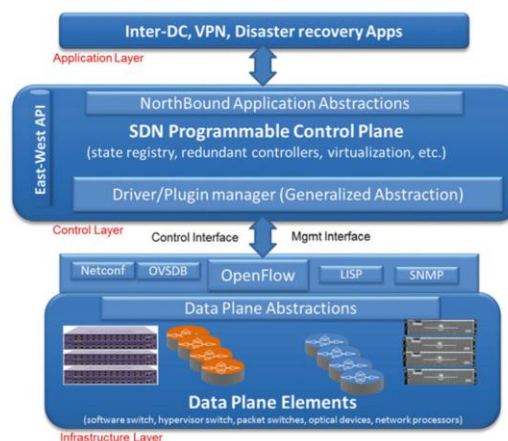 Inter-DC, VPN, Disaster recovery Apps
Application Layer
NorthBound Application Abstractions
East-West API
SDN Programmable Control Plane
(state registry, redundant controllers, virtualization, etc.)
Driver/Plugin manager (Generalized Abstraction)
Control Layer
Control Interface
Mgmt Interface
Netconf
OVSDB
OpenFlow
LISP
SNMP
Data Plane Abstractions
Data Plane Elements
(software switch, hypervisor switch, packet switches, optical devices, network processors)
Infrastructure Layer